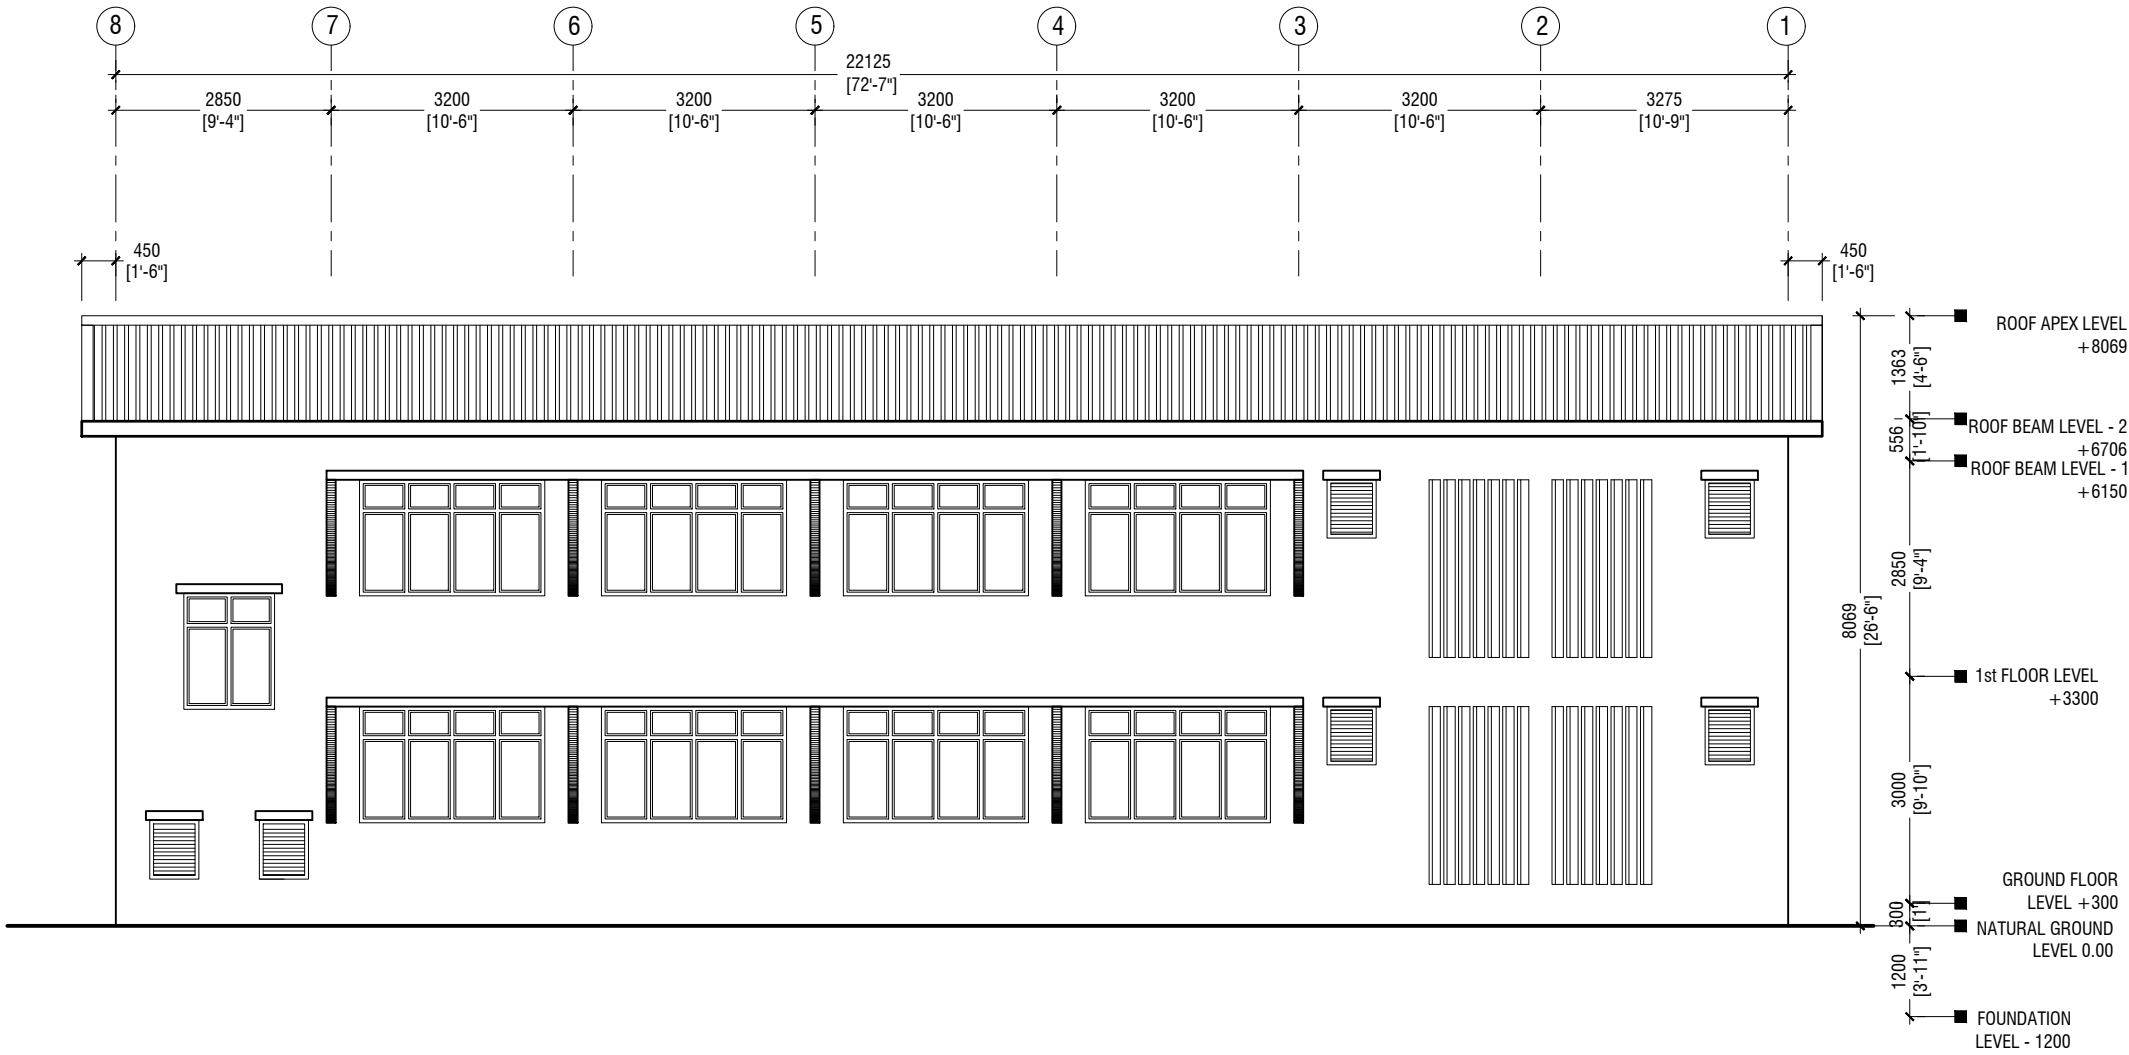 8 7 6 5 4 3 2 1
22125
[72'-7"]
2850 3200 3200 3200 3200 3200 3275
[9'-4"] [10'-6"] [10'-6"] [10'-6"] [10'-6"] [10'-6"] [10'-9"]
450 450
[1'-6"] [1'-6"]
ROOF APEX LEVEL
+8069
1363
[4'-6"]
ROOF BEAM LEVEL - 2
+6706
556
[1'-10"]
ROOF BEAM LEVEL - 1
+6150
2850
[9'-4"]
8069
[26'-6"]
1st FLOOR LEVEL
+3300
3000
[9'-10"]
GROUND FLOOR
LEVEL +300
300
[1']
NATURAL GROUND
LEVEL 0.00
1200
[3'-11"]
FOUNDATION
LEVEL - 1200